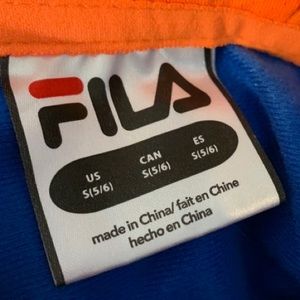 FILA
US CAN ES
S(5/6) S(5/6) S(5/6)
made in China/ fait en Chine
hecho en China